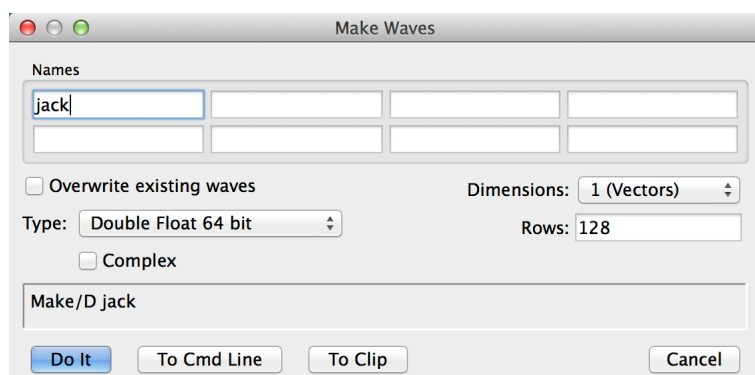 Make Waves
Names
jack
Overwrite existing waves
Dimensions: 1 (Vectors)
Type: Double Float 64 bit
Rows: 128
Complex
Make/D jack
Do It To Cmd Line To Clip Cancel